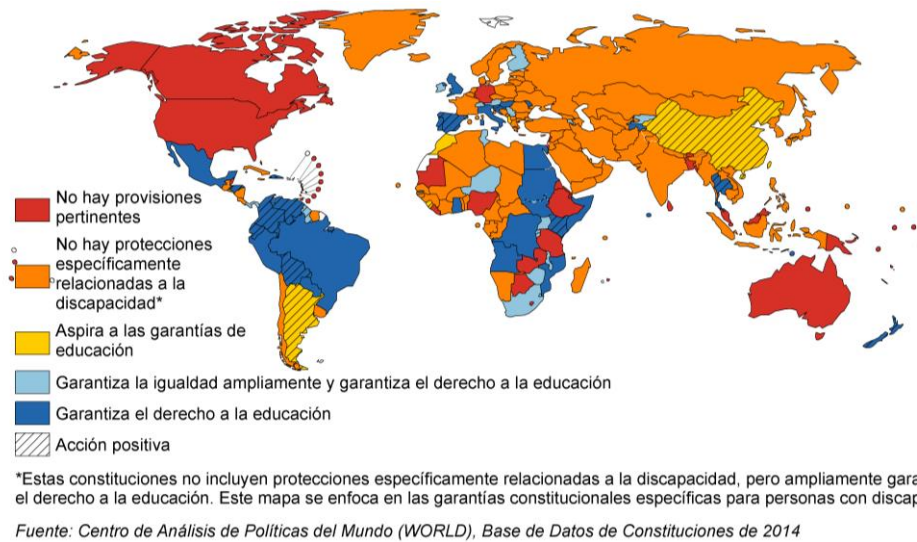 No hay provisiones
pertinentes
No hay protecciones
específicamente
relacionadas a la
discapacidad*
Aspira a las garantías de
educación
Garantiza la igualdad ampliamente y garantiza el derecho a la educación
Garantiza el derecho a la educación
Acción positiva
*Estas constituciones no incluyen protecciones específicamente relacionadas a la discapacidad, pero ampliamente
el derecho a la educación. Este mapa se enfoca en las garantías constitucionales específicas para personas con
Fuente: Centro de Análisis de Políticas del Mundo (WORLD), Base de Datos de Constituciones de 2014